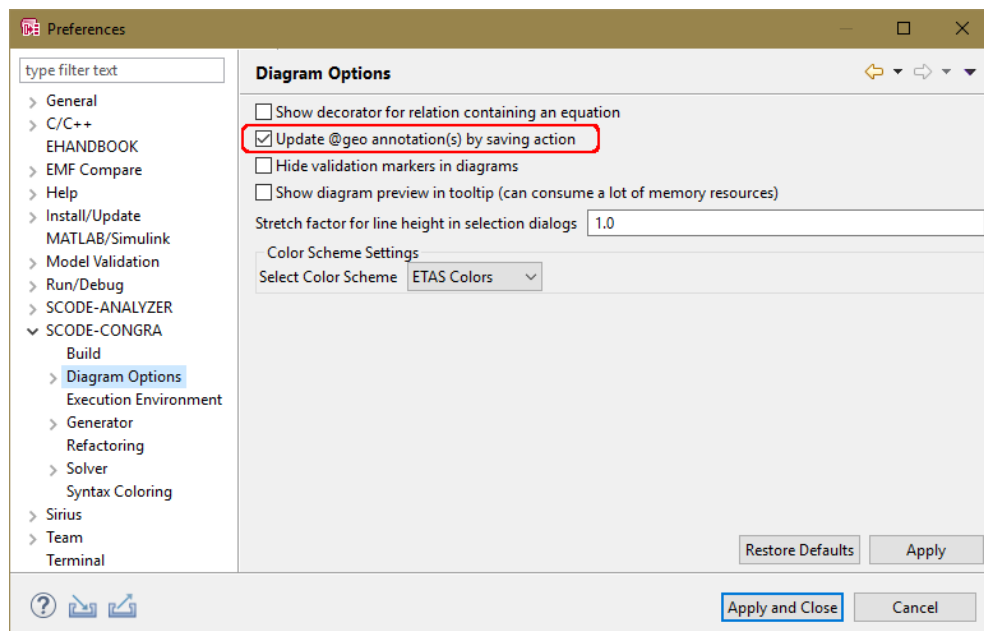 Preferences
type filter text
General
C/C++
EHANDBOOK
EMF Compare
Help
Install/Update
MATLAB/Simulink
Model Validation
Run/Debug
SCODE-ANALYZER
SCODE-CONGRA
Build
Diagram Options
Execution Environment
Generator
Refactoring
Solver
Syntax Coloring
Sirius
Team
Terminal
Diagram Options
Show decorator for relation containing an equation
Update @geo annotation(s) by saving action
Hide validation markers in diagrams
Show diagram preview in tooltip (can consume a lot of memory resources)
Stretch factor for line height in selection dialogs 1.0
Color Scheme Settings
Select Color Scheme ETAS Colors
Restore Defaults Apply
Apply and Close Cancel